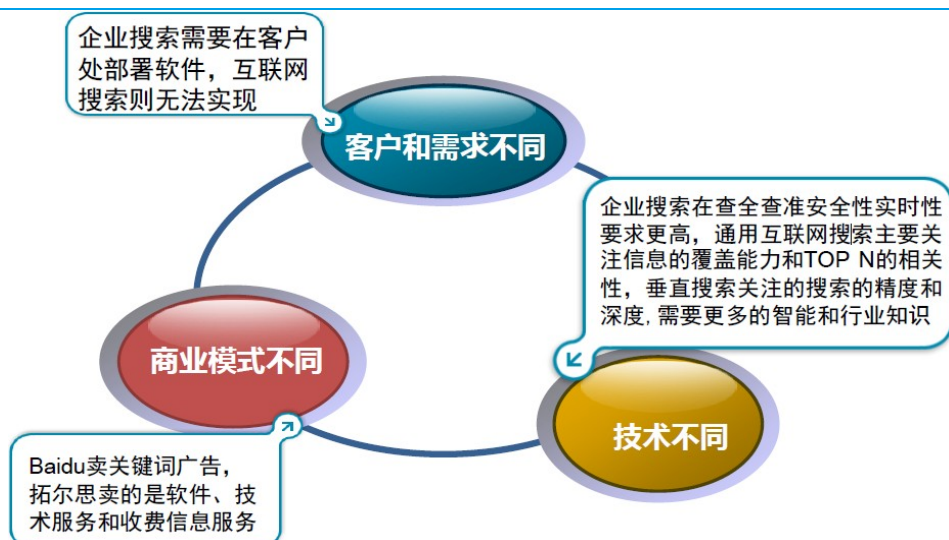 企业搜索需要在客户
处部署软件，互联网
搜索则无法实现
客户和需求不同
企业搜索在查全查准安全性实时性
要求更高，通用互联网搜索主要关
注信息的覆盖能力和TOP N的相关
性，垂直搜索关注的搜索的精度和
深度,需要更多的智能和行业知识
商业模式不同
技术不同
Baidu卖关键词广告，
拓尔思卖的是软件、技
术服务和收费信息服务